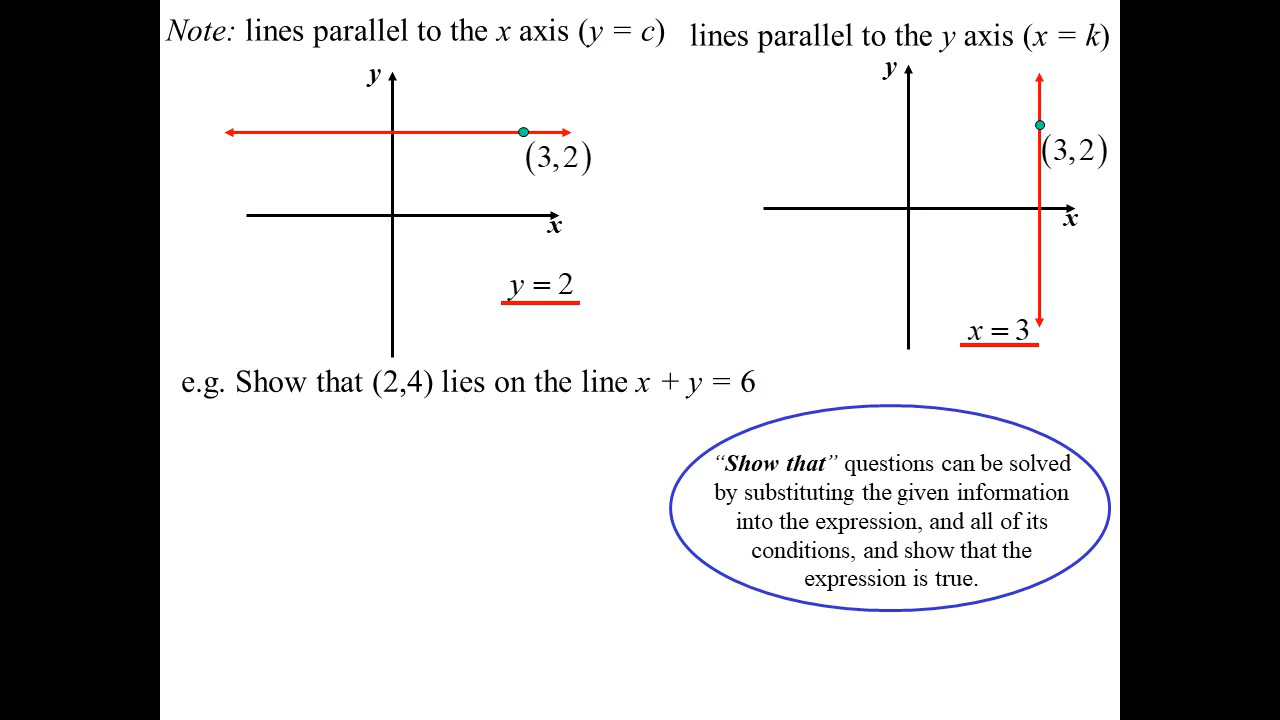 Note: lines parallel to the x axis (y = c)
lines parallel to the y axis (x = k)
y
(3,2)
x
y = 2
y
(3,2)
x
x = 3
e.g. Show that (2,4) lies on the line x + y = 6
“Show that” questions can be solved
by substituting the given information
into the expression, and all of its
conditions, and show that the
expression is true.